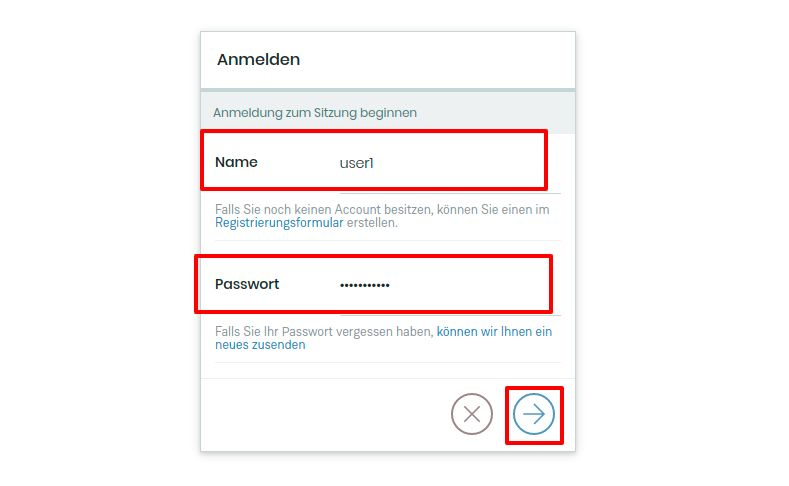 Anmelden
Anmeldung zum Sitzung beginnen
Name user1
Falls Sie noch keinen Account besitzen, können Sie einen im
Registrierungsformular erstellen.
Passwort •••••••••••
Falls Sie Ihr Passwort vergessen haben, können wir Ihnen ein
neues zusenden